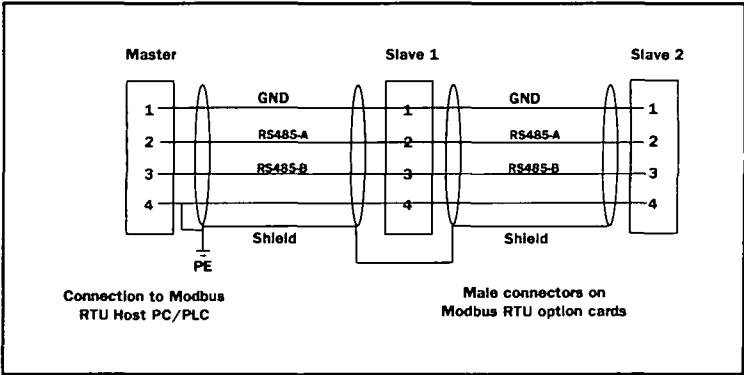 Master Slave 1 Slave 2
1 GND 1 GND 1
2 RS485-A 2 RS485-A 2
3 RS485-B 3 RS485-B 3
4 4 4
Shield Shield
PE
Connection to Modbus
RTU Host PC/PLC
Male connectors on
Modbus RTU option cards